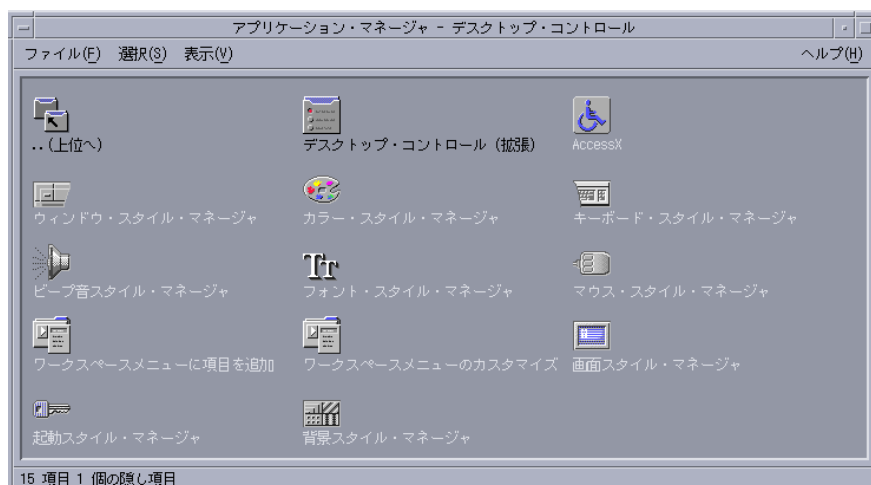 アプリケーション・マネージャ - デスクトップ・コントロール
ファイル(F) 選択(S) 表示(V) ヘルプ(H)
..(上位へ) デスクトップ・コントロール (拡張) AccessX
ウィンドウ・スタイル・マネージャ カラー・スタイル・マネージャ キーボード・スタイル・マネージャ
ビープ音スタイル・マネージャ フォント・スタイル・マネージャ マウス・スタイル・マネージャ
ワークスペースメニューに項目を追加 ワークスペースメニューのカスタマイズ 画面スタイル・マネージャ
起動スタイル・マネージャ 背景スタイル・マネージャ
15 項目 1 個の隠し項目